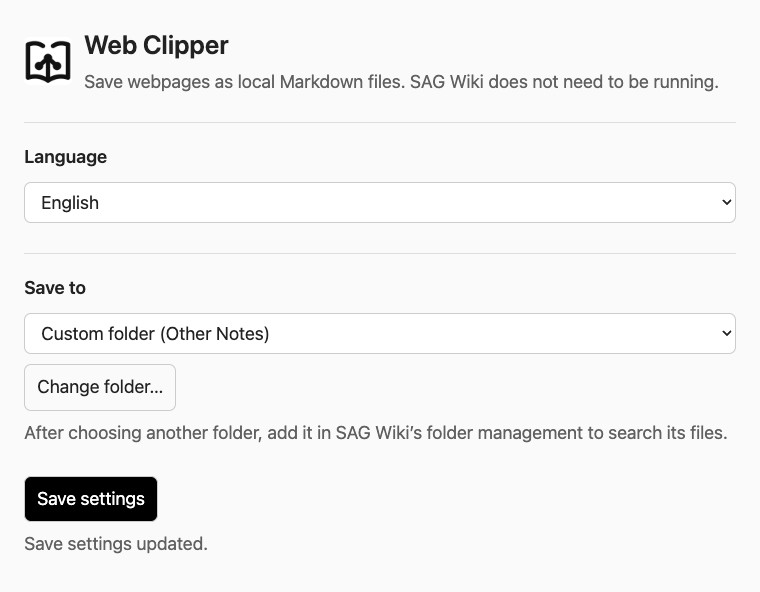 Web Clipper
Save webpages as local Markdown files. SAG Wiki does not need to be running.
Language
English
Save to
Custom folder (Other Notes)
Change folder...
After choosing another folder, add it in SAG Wiki’s folder management to search its files.
Save settings
Save settings updated.